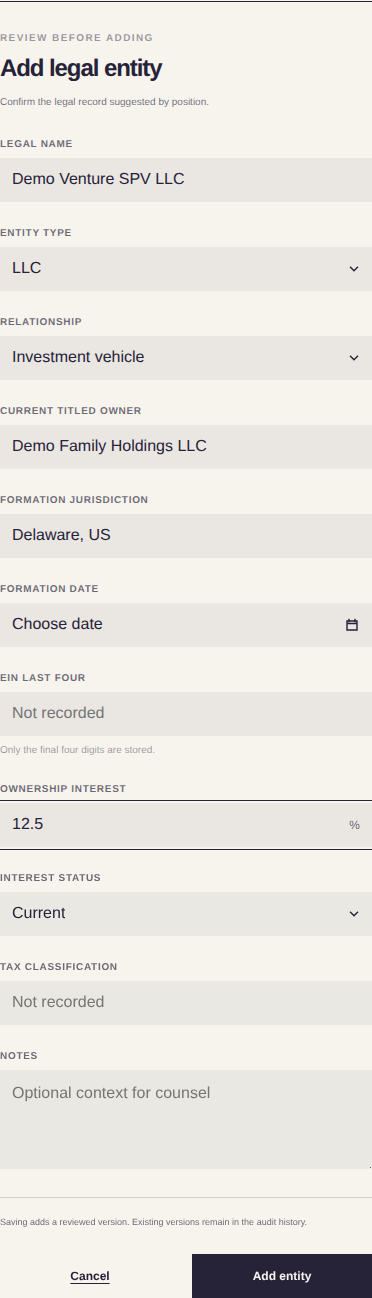 REVIEW BEFORE ADDING
Add legal entity
Confirm the legal record suggested by position.
LEGAL NAME
Demo Venture SPV LLC
ENTITY TYPE
LLC
RELATIONSHIP
Investment vehicle
CURRENT TITLED OWNER
Demo Family Holdings LLC
FORMATION JURISDICTION
Delaware, US
FORMATION DATE
Choose date
EIN LAST FOUR
Not recorded
Only the final four digits are stored.
OWNERSHIP INTEREST
12.5 %
INTEREST STATUS
Current
TAX CLASSIFICATION
Not recorded
NOTES
Optional context for counsel
Saving adds a reviewed version. Existing versions remain in the audit history.
Cancel Add entity